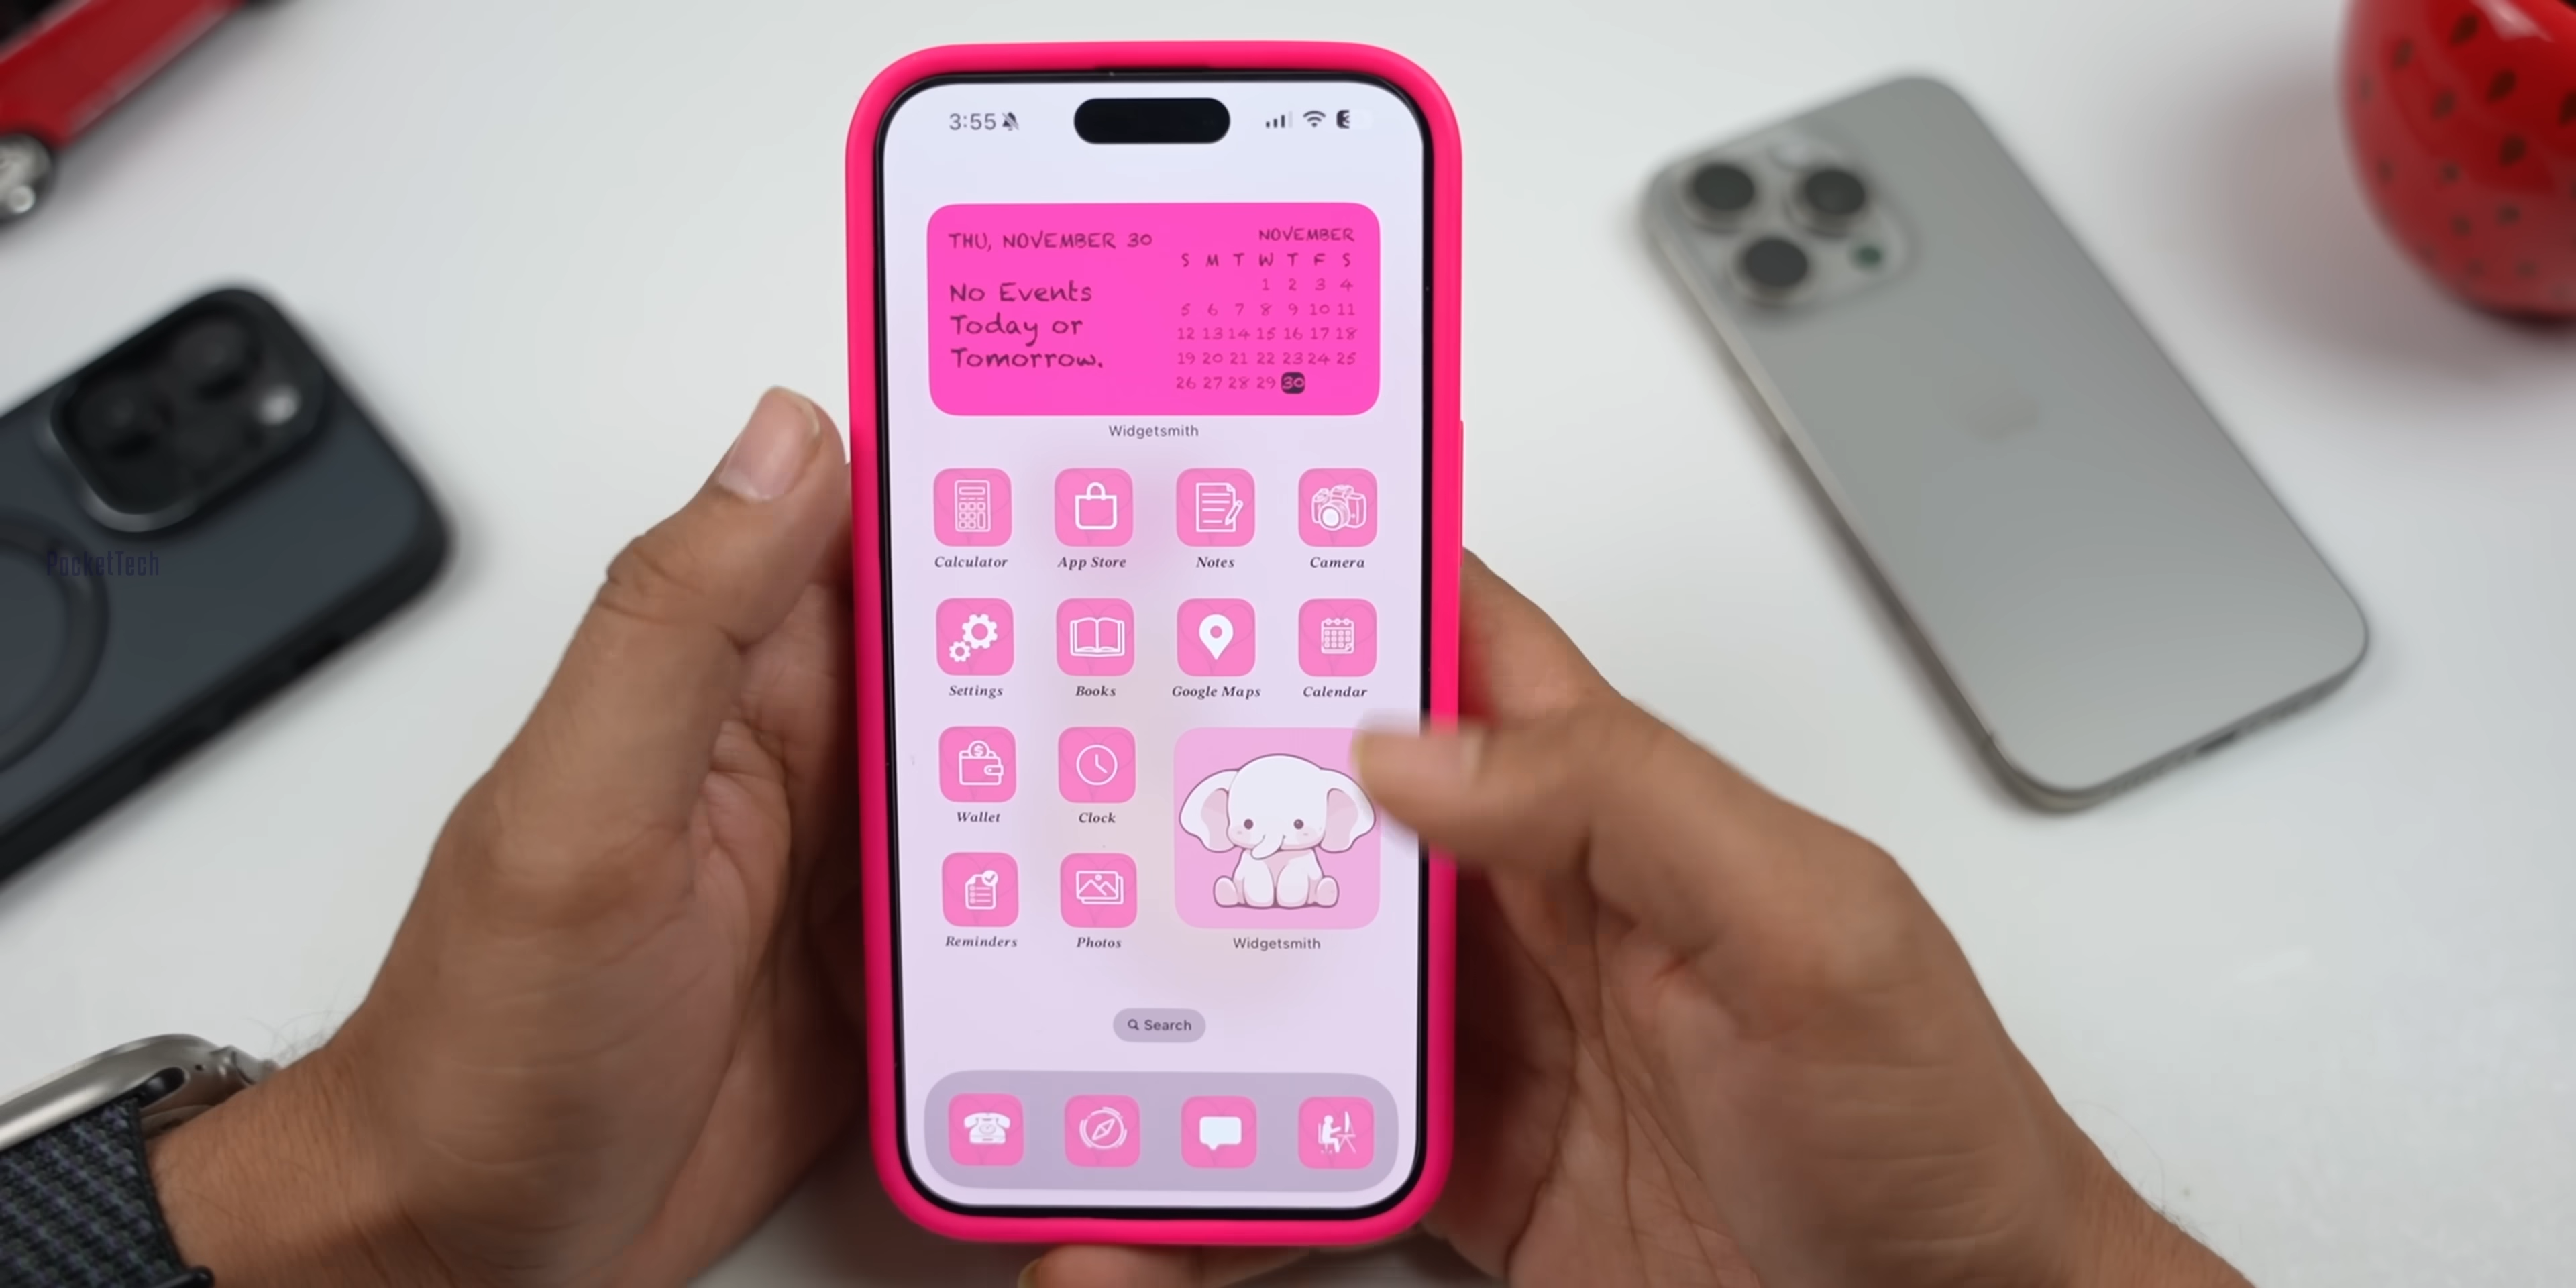 3:55
THU, NOVEMBER 30
No Events
Today or
Tomorrow.
NOVEMBER
S M T W T F S
1 2 3 4
5 6 7 8 9 10 11
12 13 14 15 16 17 18
19 20 21 22 23 24 25
26 27 28 29 30
Widgetsmith
Calculator App Store Notes Camera
PocketTech
Settings Books Google Maps Calendar
Wallet Clock
Reminders Photos Widgetsmith
Search